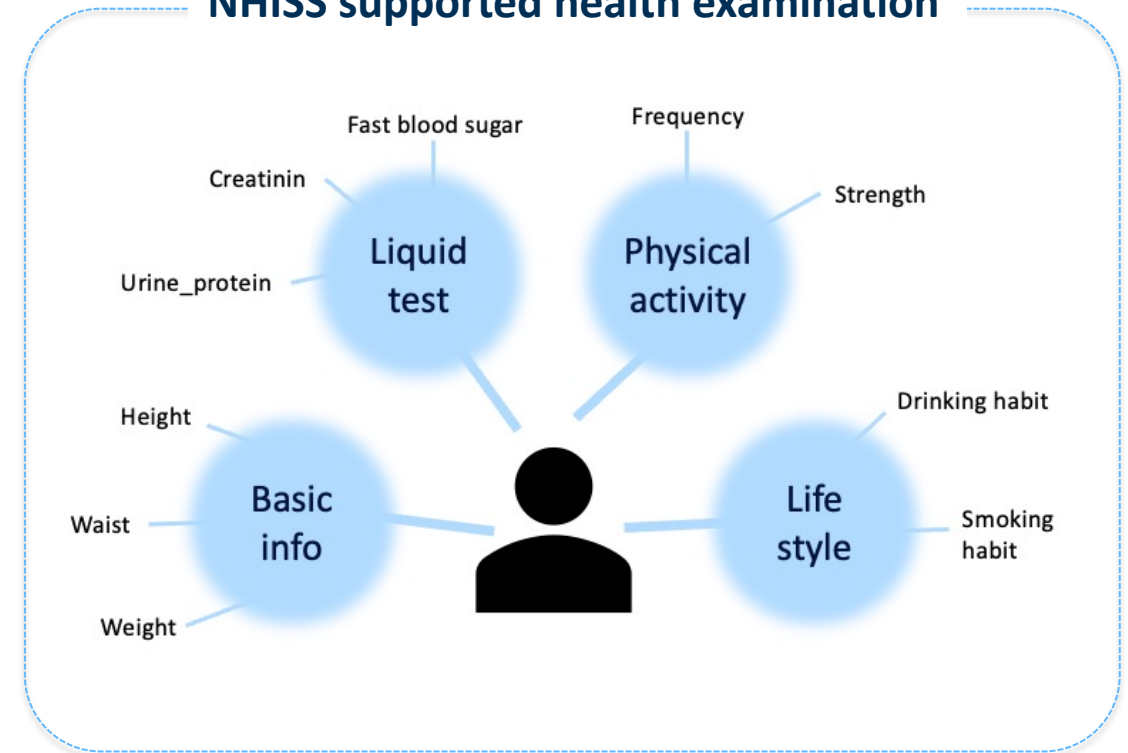 NHISS supported health examination
Fast blood sugar
Creatinin
Urine_protein
Liquid
test
Frequency
Strength
Physical
activity
Height
Waist
Weight
Basic
info
Drinking habit
Smoking
habit
Life
style